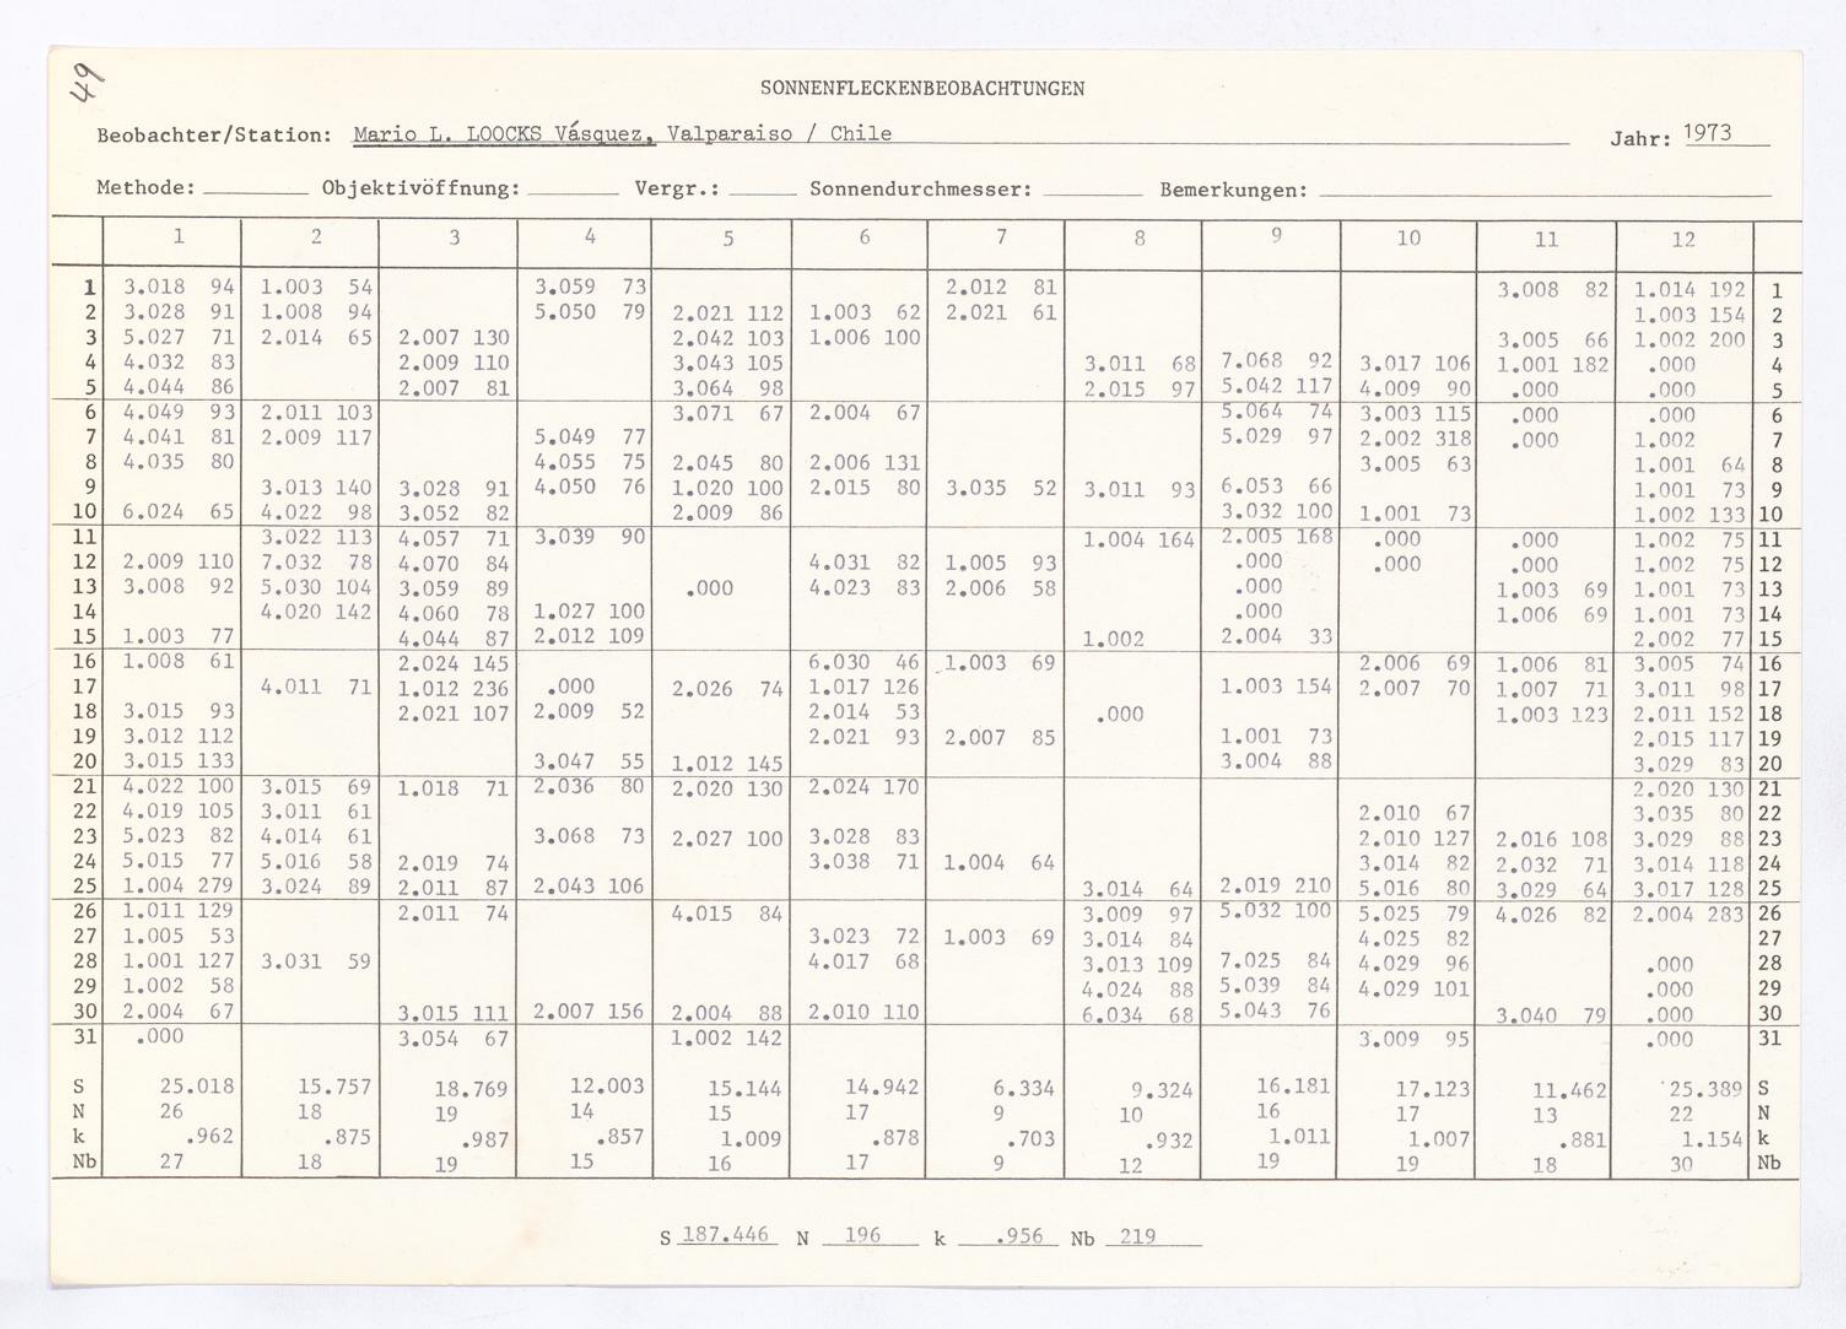 49
SONNENFLECKENBEOBACHTUNGEN
Beobachter/Station: Mario L. LOOCKS Vásquez, Valparaiso / Chile Jahr: 1973
Methode: Objektivöffnung: Vergr.: Sonnendurchmesser: Bemerkungen:
1 2 3 4 5 6 7 8 9 10 11 12
1 3.018 94 1.003 54 3.059 73 2.012 81 3.008 82 1.014 192 1
2 3.028 91 1.008 94 5.050 79 2.021 112 1.003 62 2.021 61 1.003 154 2
3 5.027 71 2.014 65 2.007 130 2.042 103 1.006 100 3.005 66 1.002 200 3
4 4.032 83 2.009 110 3.043 105 3.011 68 7.068 92 3.017 106 1.001 182 .000 4
5 4.044 86 2.007 81 3.064 98 2.015 97 5.042 117 4.009 90 .000 .000 5
6 4.049 93 2.011 103 3.071 67 2.004 67 5.064 74 3.003 115 .000 .000 6
7 4.041 81 2.009 117 5.049 77 5.029 97 2.002 318 .000 1.002 7
8 4.035 80 4.055 75 2.045 80 2.006 131 3.005 63 1.001 64 8
9 3.013 140 3.028 91 4.050 76 1.020 100 2.015 80 3.035 52 3.011 93 6.053 66 1.001 73 9
10 6.024 65 4.022 98 3.052 82 2.009 86 3.032 100 1.001 73 1.002 133 10
11 3.022 113 4.057 71 3.039 90 1.004 164 2.005 168 .000 .000 1.002 75 11
12 2.009 110 7.032 78 4.070 84 4.031 82 1.005 93 .000 .000 .000 1.002 75 12
13 3.008 92 5.030 104 3.059 89 .000 4.023 83 2.006 58 .000 1.003 69 1.001 73 13
14 4.020 142 4.060 78 1.027 100 .000 1.006 69 1.001 73 14
15 1.003 77 4.044 87 2.012 109 1.002 2.004 33 2.002 77 15
16 1.008 61 2.024 145 6.030 46 1.003 69 2.006 69 1.006 81 3.005 74 16
17 4.011 71 1.012 236 .000 2.026 74 1.017 126 1.003 154 2.007 70 1.007 71 3.011 98 17
18 3.015 93 2.021 107 2.009 52 2.014 53 .000 1.003 123 2.011 152 18
19 3.012 112 2.021 93 2.007 85 1.001 73 2.015 117 19
20 3.015 133 3.047 55 1.012 145 3.004 88 3.029 83 20
21 4.022 100 3.015 69 1.018 71 2.036 80 2.020 130 2.024 170 2.020 130 21
22 4.019 105 3.011 61 2.010 67 3.035 80 22
23 5.023 82 4.014 61 3.068 73 2.027 100 3.028 83 2.010 127 2.016 108 3.029 88 23
24 5.015 77 5.016 58 2.019 74 3.038 71 1.004 64 3.014 82 2.032 71 3.014 118 24
25 1.004 279 3.024 89 2.011 87 2.043 106 3.014 64 2.019 210 5.016 80 3.029 64 3.017 128 25
26 1.011 129 2.011 74 4.015 84 3.009 97 5.032 100 5.025 79 4.026 82 2.004 283 26
27 1.005 53 3.023 72 1.003 69 3.014 84 4.025 82 27
28 1.001 127 3.031 59 4.017 68 3.013 109 7.025 84 4.029 96 .000 28
29 1.002 58 4.024 88 5.039 84 4.029 101 .000 29
30 2.004 67 3.015 111 2.007 156 2.004 88 2.010 110 6.034 68 5.043 76 3.040 79 .000 30
31 .000 3.054 67 1.002 142 3.009 95 .000 31
S 25.018 15.757 18.769 12.003 15.144 14.942 6.334 9.324 16.181 17.123 11.462 25.389 S
N 26 18 19 14 15 17 9 10 16 17 13 22 N
k .962 .875 .987 .857 1.009 .878 .703 .932 1.011 1.007 .881 1.154 k
Nb 27 18 19 15 16 17 9 12 19 19 18 30 Nb
S 187.446 N 196 k .956 Nb 219